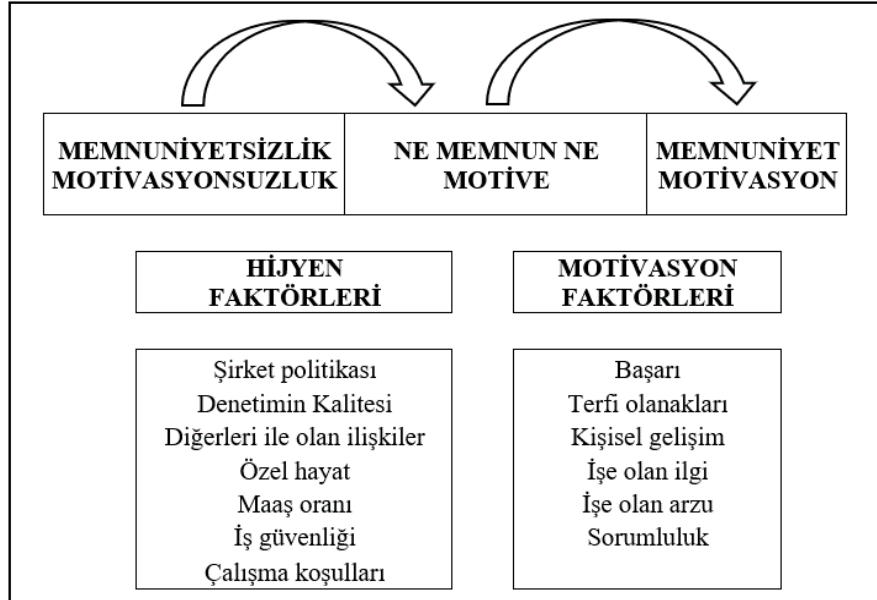 MEMNUNİYETSİZLİK
MOTİVASYONSUZLUK
NE MEMNUN NE
MOTİVE
MEMNUNİYET
MOTİVASYON
HİJYEN
FAKTÖRLERİ
MOTİVASYON
FAKTÖRLERİ
Şirket politikası
Denetimin Kalitesi
Diğerleri ile olan ilişkiler
Özel hayat
Maaş oranı
İş güvenliği
Çalışma koşulları
Başarı
Terfi olanakları
Kişisel gelişim
İşe olan ilgi
İşe olan arzu
Sorumluluk